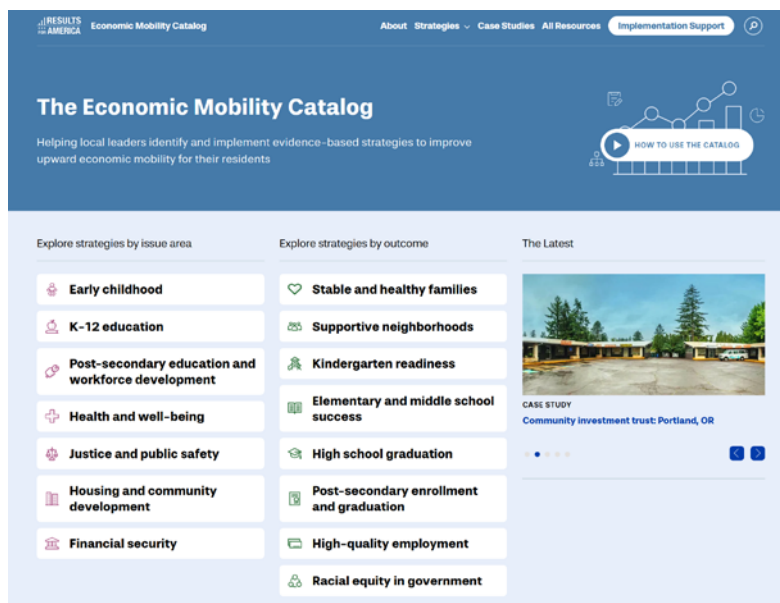 RESULTS
FOR AMERICA
Economic Mobility Catalog
About Strategies Case Studies All Resources Implementation Support
The Economic Mobility Catalog
Helping local leaders identify and implement evidence-based strategies to improve
upward economic mobility for their residents
HOW TO USE THE CATALOG
Explore strategies by issue area
Early childhood
K-12 education
Post-secondary education and
workforce development
Health and well-being
Justice and public safety
Housing and community
development
Financial security
Explore strategies by outcome
Stable and healthy families
Supportive neighborhoods
Kindergarten readiness
Elementary and middle school
success
High school graduation
Post-secondary enrollment
and graduation
High-quality employment
Racial equity in government
The Latest
CASE STUDY
Community investment trust: Portland, OR